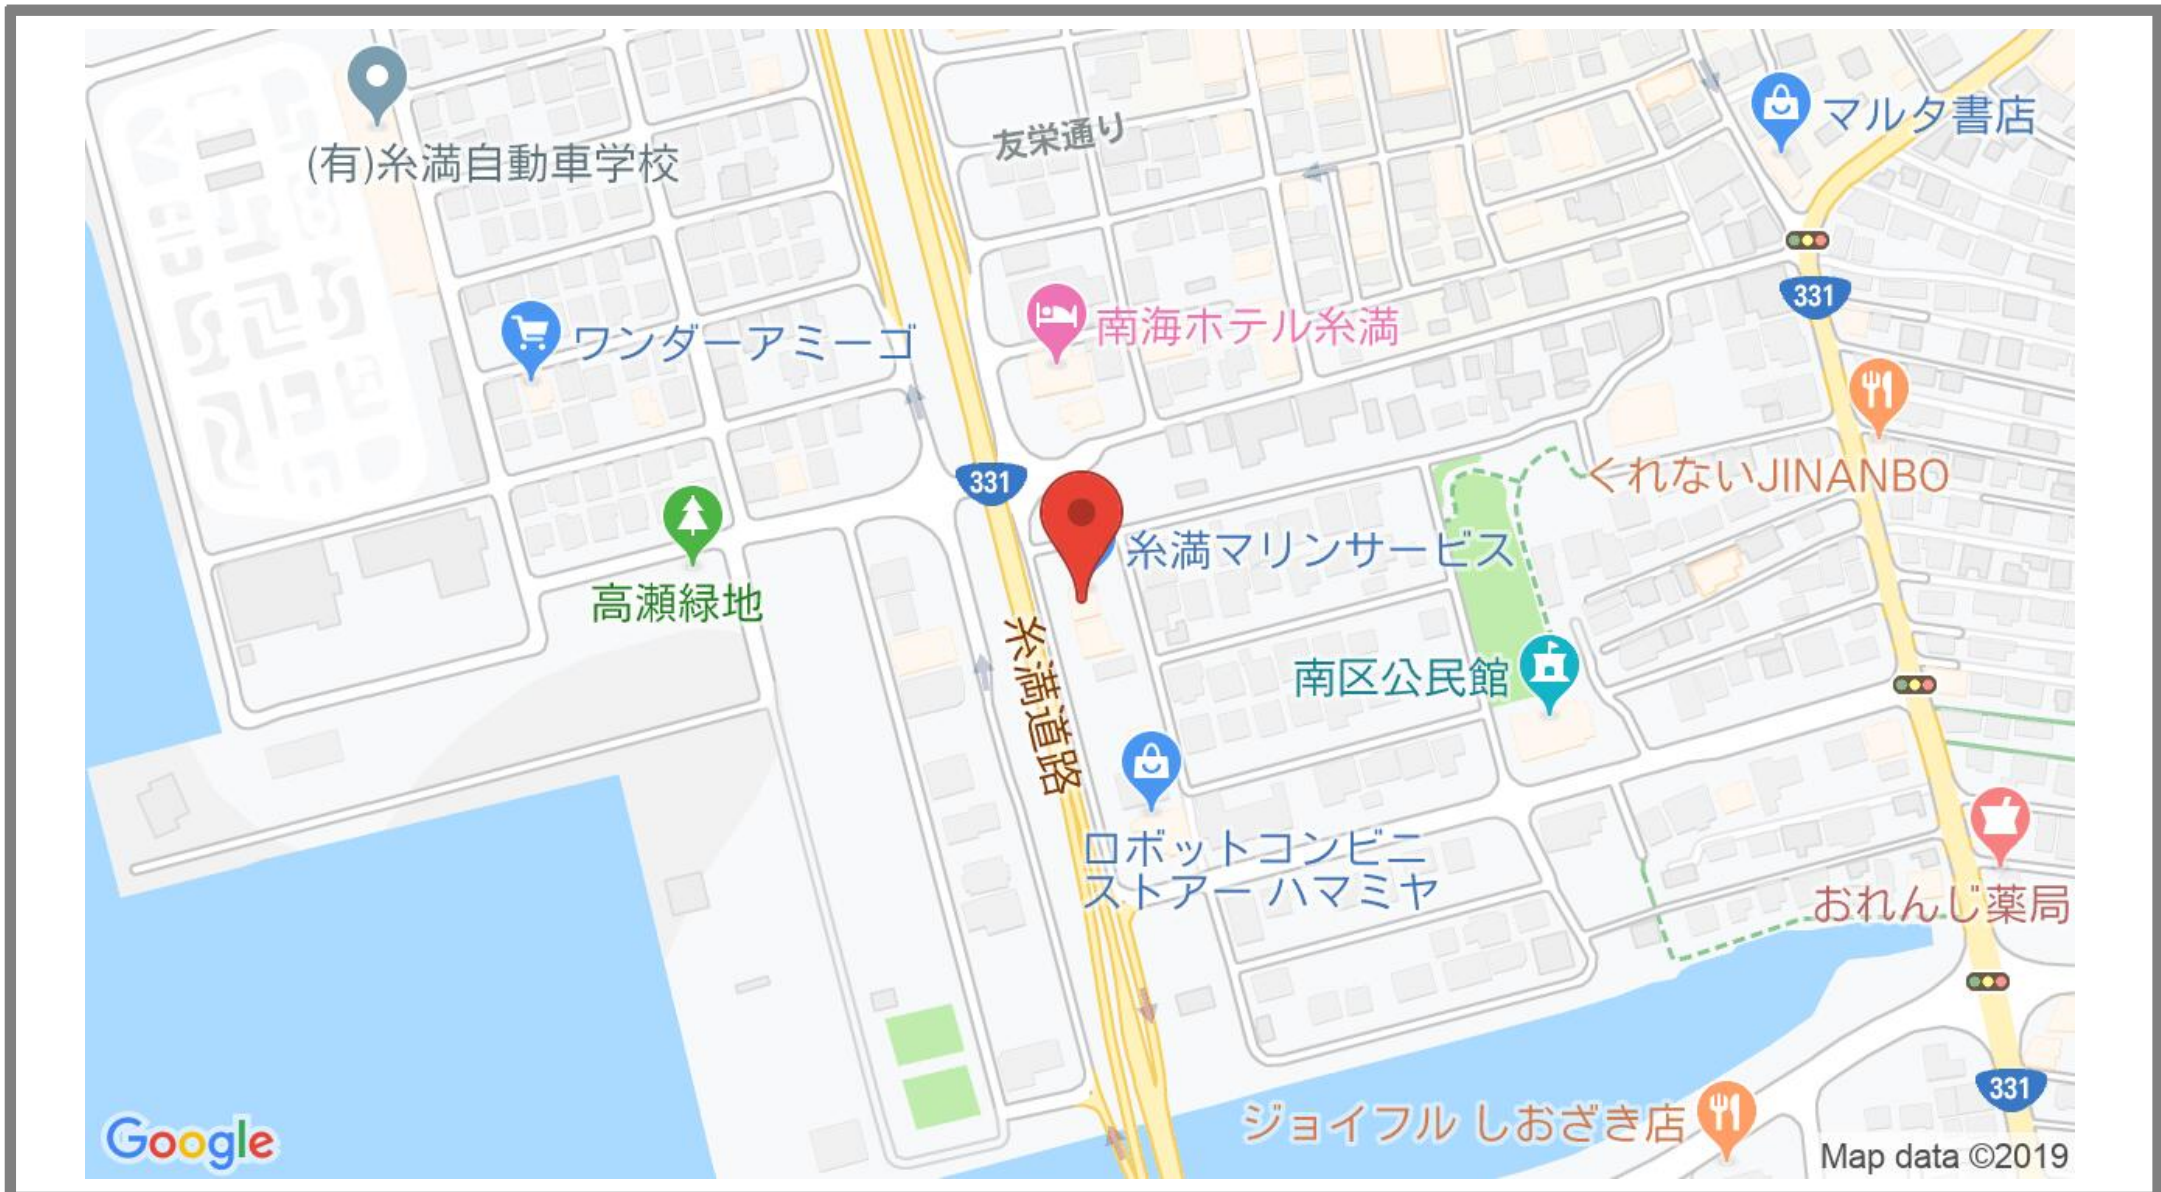 マルタ書店
友栄通り
(有)糸満自動車学校
331
南海ホテル糸満
ワンダーアミーゴ
くれないJINANBO
331
糸満マリンサービス
高瀬緑地
糸満道路
南区公民館
ロボットコンビニ
ストアー ハマミヤ
おれんじ薬局
331
ジョイフル しおざき店
Google
Map data ©2019